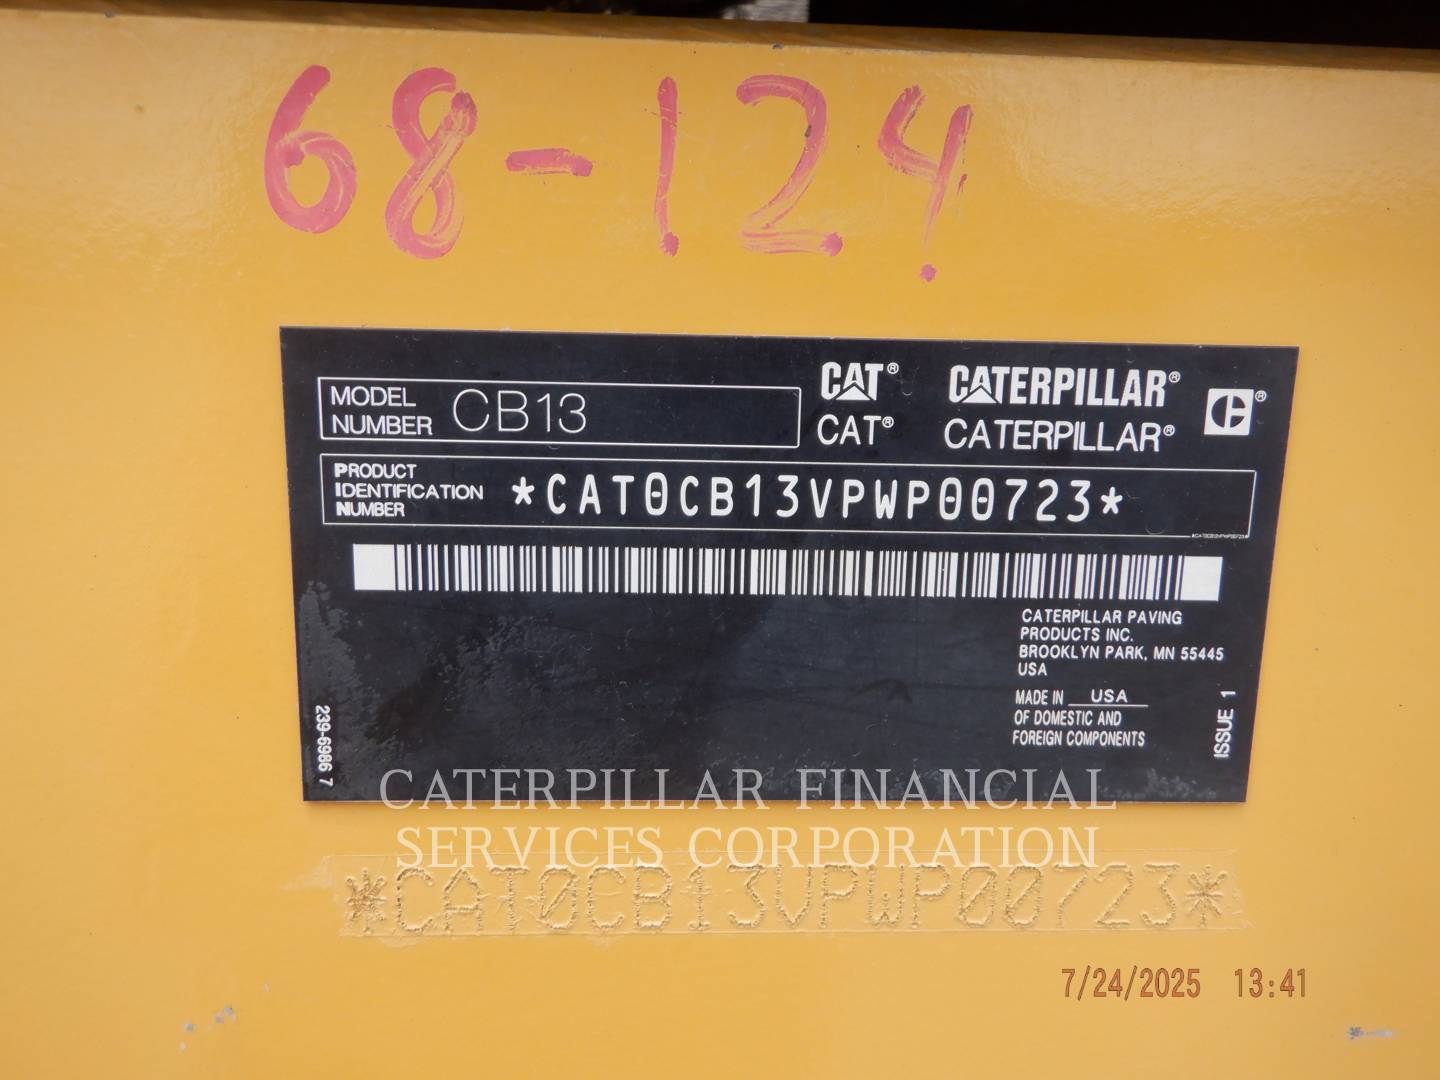 68-124
MODEL NUMBER CB13
CAT® CATERPILLAR®
CAT® CATERPILLAR®
PRODUCT IDENTIFICATION NUMBER *CAT0CB13VPWP00723*
*CAT0CB13VPWP00723*
CATERPILLAR PAVING
PRODUCTS INC.
BROOKLYN PARK, MN 55445
USA
MADE IN USA
OF DOMESTIC AND
FOREIGN COMPONENTS
239-6986 7
ISSUE 1
CATERPILLAR FINANCIAL
SERVICES CORPORATION
*CAT0CB13VPWP00723*
7/24/2025 13:41